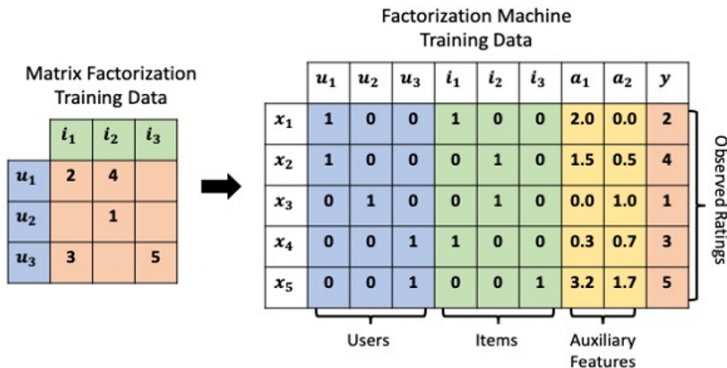 Factorization Machine
Training Data
Matrix Factorization
Training Data
i₁ i₂ i₃
u₁ 2 4
u₂ 1
u₃ 3 5
u₁ u₂ u₃ i₁ i₂ i₃ a₁ a₂ y
x₁ 1 0 0 1 0 0 2.0 0.0 2
x₂ 1 0 0 0 1 0 1.5 0.5 4
x₃ 0 1 0 0 1 0 0.0 1.0 1
x₄ 0 0 1 1 0 0 0.3 0.7 3
x₅ 0 0 1 0 0 1 3.2 1.7 5
Observed Ratings
Users Items Auxiliary
Features